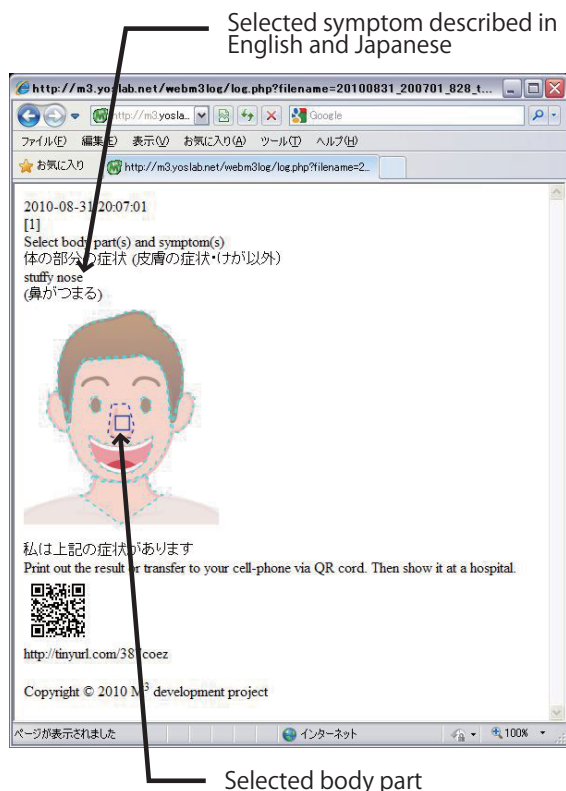 Selected symptom described in
English and Japanese
http://m3.yoslab.net/webm3log/log.php?filename=20100831_200701_828_t...
http://m3.yosla...
Google
ファイル(F) 編集(E) 表示(V) お気に入り(A) ツール(T) ヘルプ(H)
お気に入り
http://m3.yoslab.net/webm3log/log.php?filename=2...
2010-08-31 20:07:01
[1]
Select body part(s) and symptom(s)
体の部分の症状 (皮膚の症状・けが以外)
stuffy nose
(鼻がつまる)
私は上記の症状があります
Print out the result or transfer to your cell-phone via QR cord. Then show it at a hospital.
Copyright © 2010 M³ development project
ページが表示されました
インターネット
100%
Selected body part